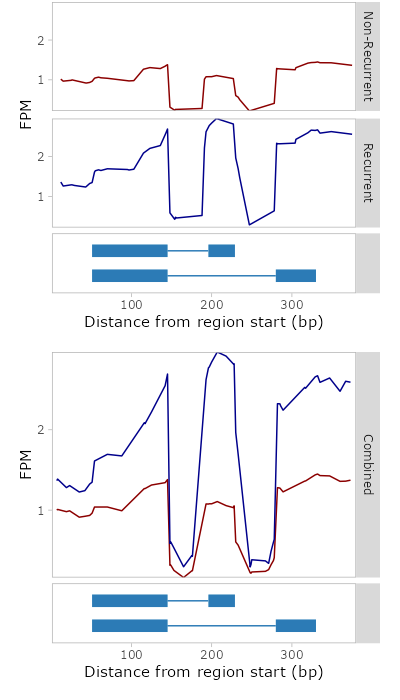 2
1
Non-Recurrent
FPM
2
1
Recurrent
100 200 300
Distance from region start (bp)
2
1
FPM
Combined
100 200 300
Distance from region start (bp)